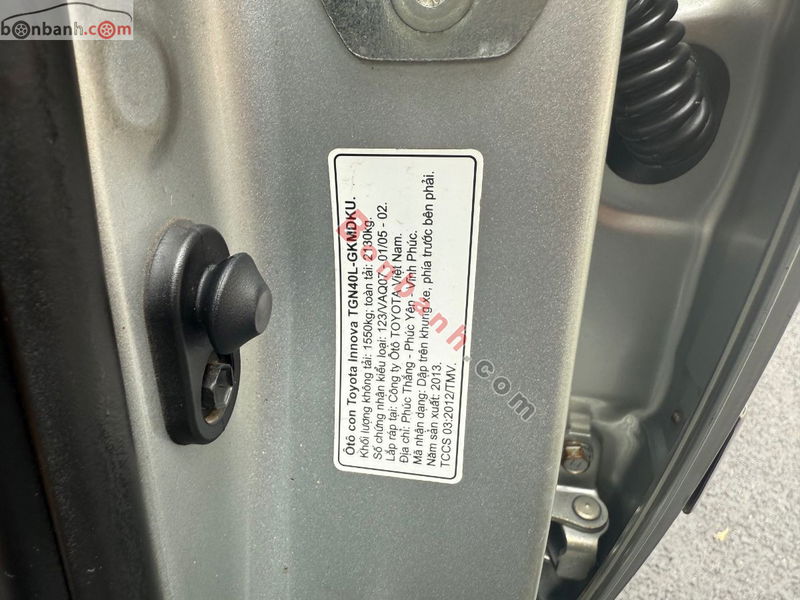 bonbanh.com
Ôtô con Toyota Innova TGN40L-GKMDKU.
Khối lượng không tải: 1550kg; toàn tải: 2130kg.
Số chứng nhận kiểu loại: 123/VAQ07 - 01/05 - 02.
Lắp ráp tại: Công ty Ôtô TOYOTA Việt Nam.
Địa chỉ: Phúc Thắng - Phúc Yên - Vĩnh Phúc.
Mã nhận dạng: Dập trên khung xe, phía trước bên phải.
Năm sản xuất: 2013.
TCCS 03:2012/TMV.
Bonbanh.com